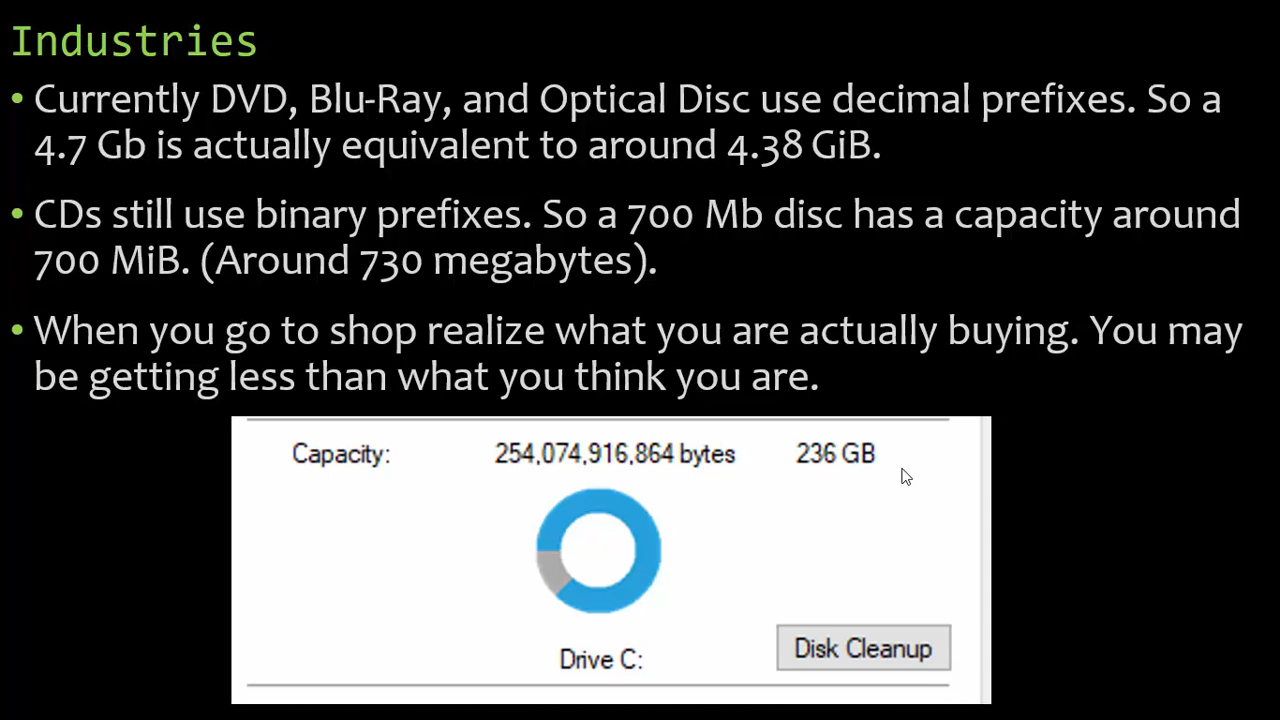 Industries
• Currently DVD, Blu-Ray, and Optical Disc use decimal prefixes. So a
4.7 Gb is actually equivalent to around 4.38 GiB.
• CDs still use binary prefixes. So a 700 Mb disc has a capacity around
700 MiB. (Around 730 megabytes).
• When you go to shop realize what you are actually buying. You may
be getting less than what you think you are.
Capacity: 254,074,916,864 bytes 236 GB
Drive C: Disk Cleanup